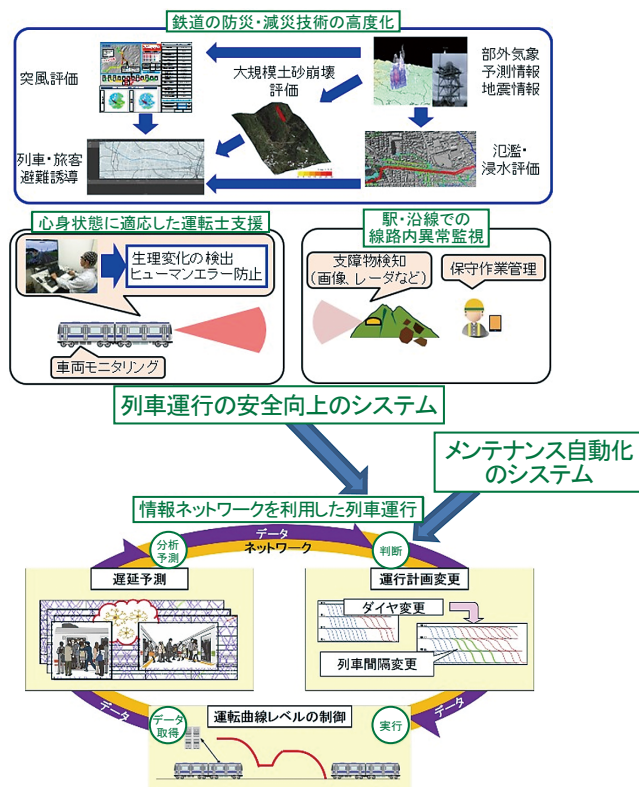 鉄道の防災・減災技術の高度化
突風評価
大規模土砂崩壊
評価
部外気象
予測情報
地震情報
列車・旅客
避難誘導
氾濫・
浸水評価
心身状態に適応した運転士支援
生理変化の検出
ヒューマンエラー防止
車両モニタリング
駅・沿線での
線路内異常監視
支障物検知
(画像、レーダなど)
保守作業管理
列車運行の安全向上のシステム
メンテナンス自動化
のシステム
情報ネットワークを利用した列車運行
データ
ネットワーク
分析
予測
判断
遅延予測
運行計画変更
ダイヤ変更
列車間隔変更
データ
データ
データ
取得
運転曲線レベルの制御
実行